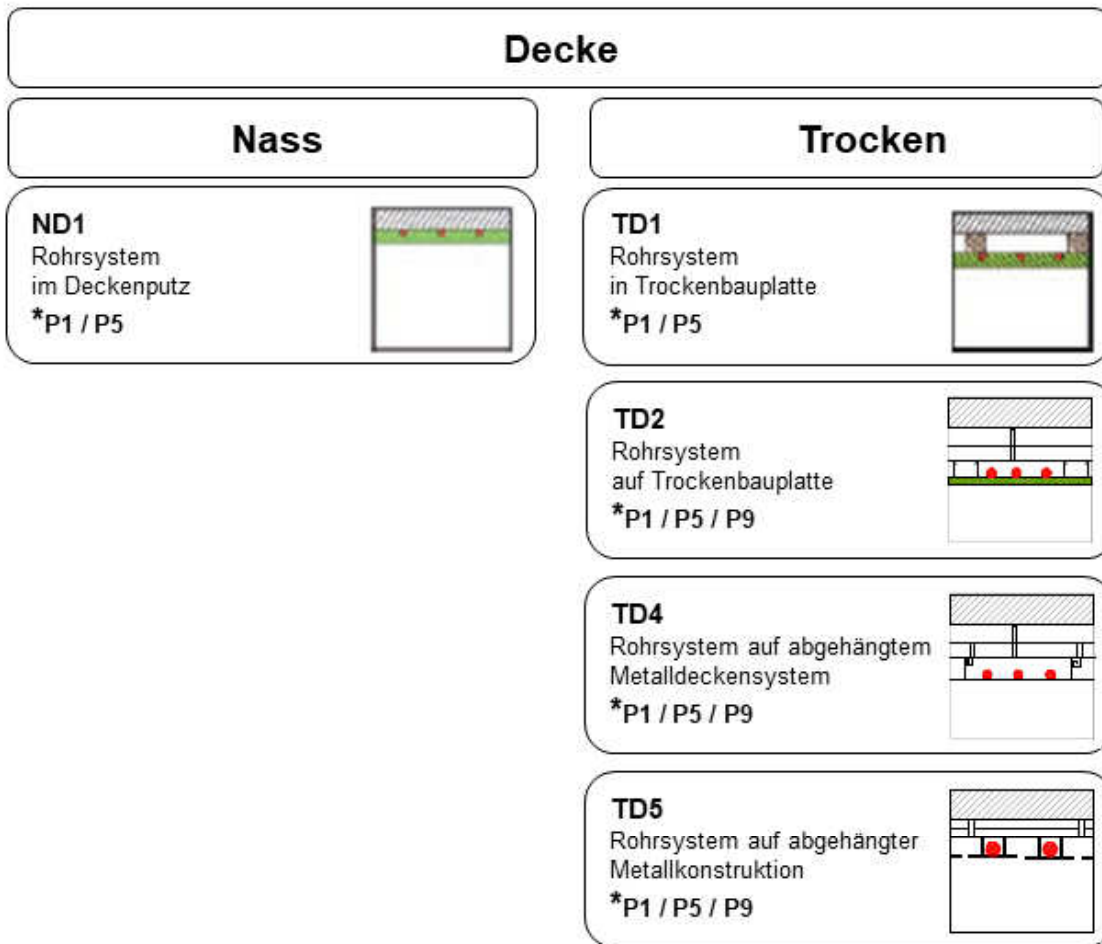 Decke
Nass
Trocken
ND1
Rohrsystem
im Deckenputz
*P1 / P5
TD1
Rohrsystem
in Trockenbauplatte
*P1 / P5
TD2
Rohrsystem
auf Trockenbauplatte
*P1 / P5 / P9
TD4
Rohrsystem auf abgehängtem
Metalldeckensystem
*P1 / P5 / P9
TD5
Rohrsystem auf abgehängter
Metallkonstruktion
*P1 / P5 / P9